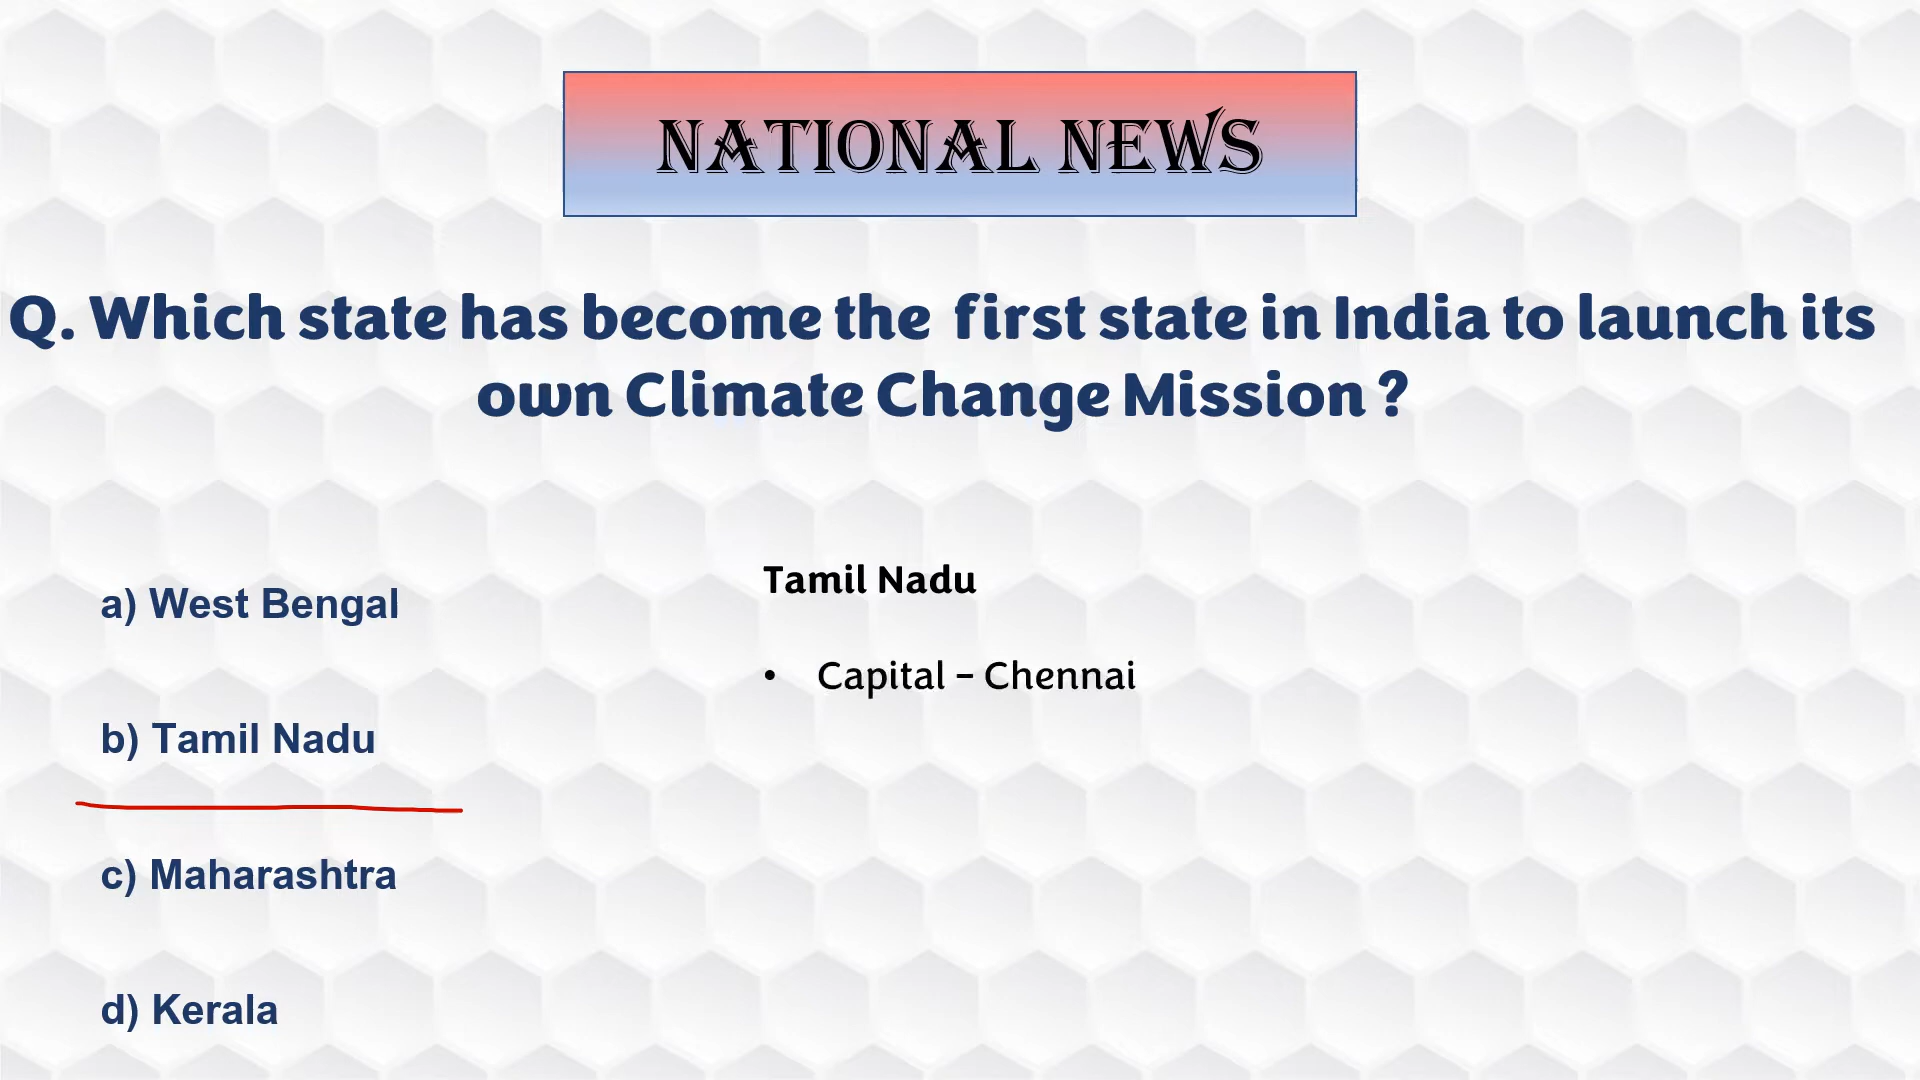 NATIONAL NEWS
Q. Which state has become the first state in India to launch its
own Climate Change Mission ?
a) West Bengal
b) Tamil Nadu
c) Maharashtra
d) Kerala
Tamil Nadu
• Capital – Chennai